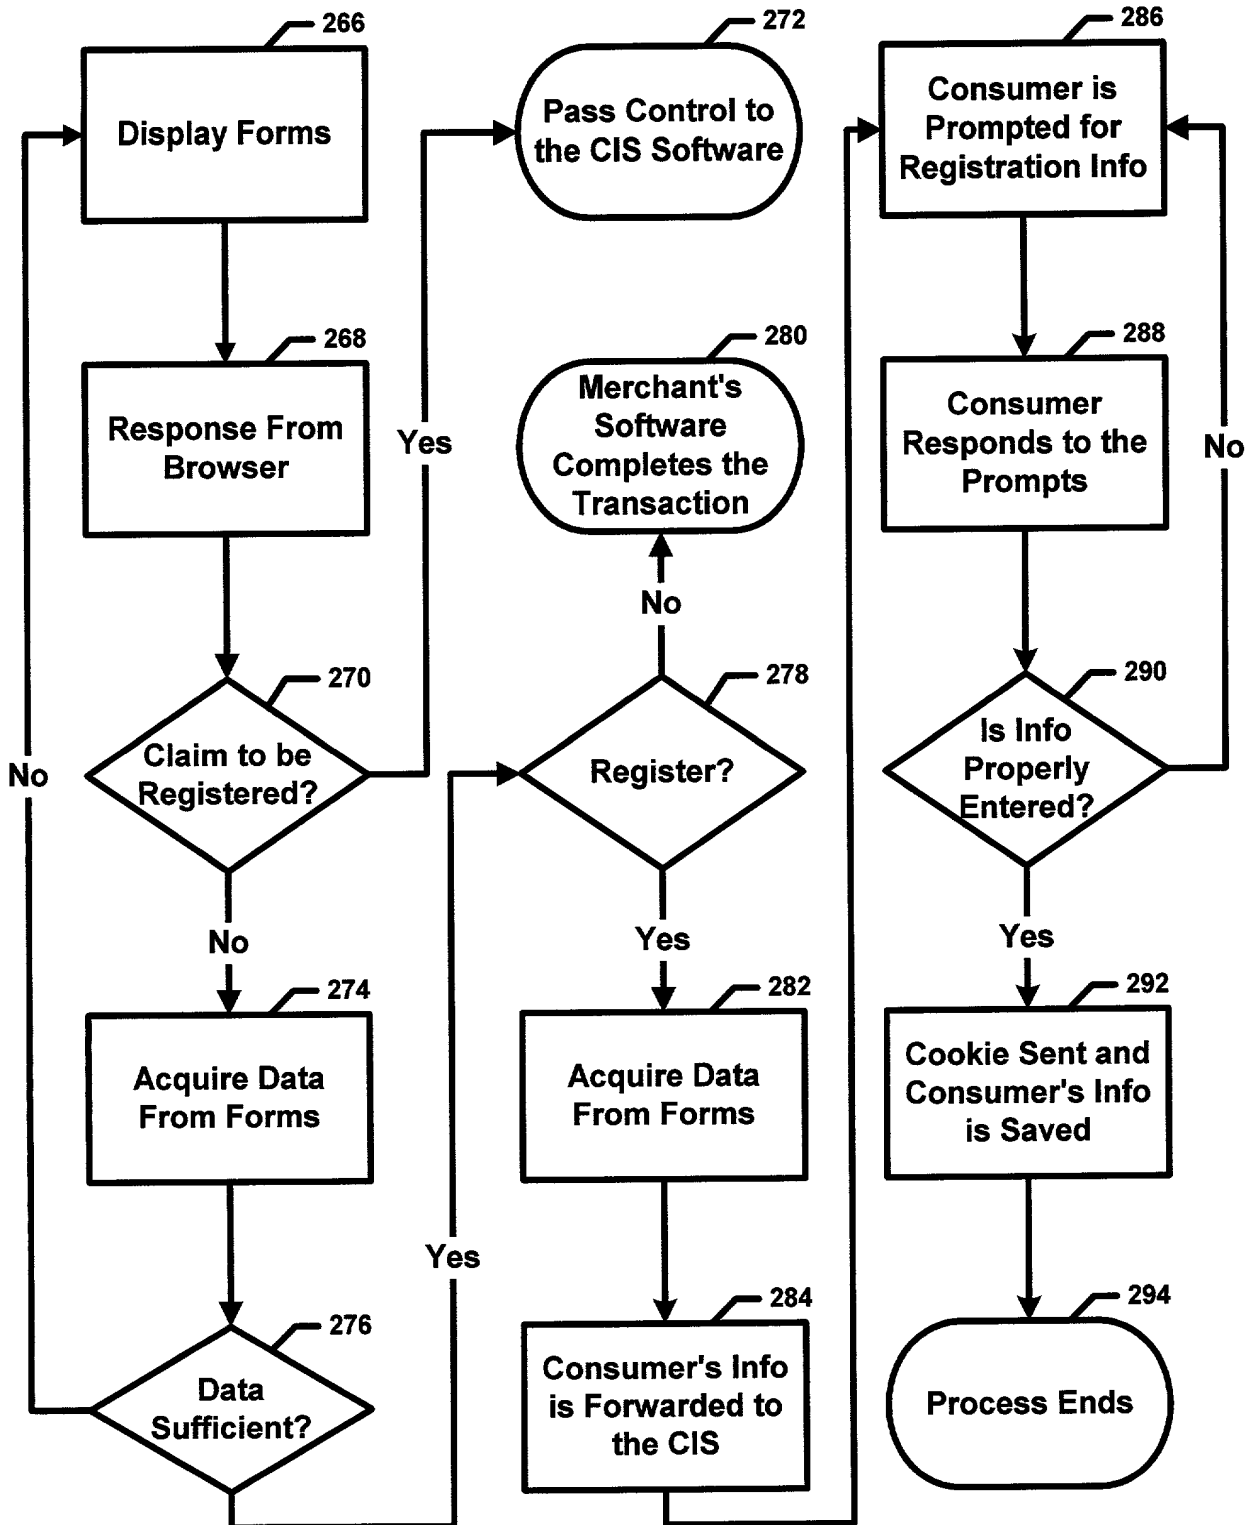 266
Display Forms
268
Response From
Browser
270
Claim to be
Registered?
No
Yes
No
274
Acquire Data
From Forms
276
Data
Sufficient?
Yes
272
Pass Control to
the CIS Software
280
Merchant's
Software
Completes the
Transaction
No
278
Register?
Yes
282
Acquire Data
From Forms
284
Consumer's Info
is Forwarded to
the CIS
286
Consumer is
Prompted for
Registration Info
288
Consumer
Responds to the
Prompts
No
290
Is Info
Properly
Entered?
Yes
292
Cookie Sent and
Consumer's Info
is Saved
294
Process Ends